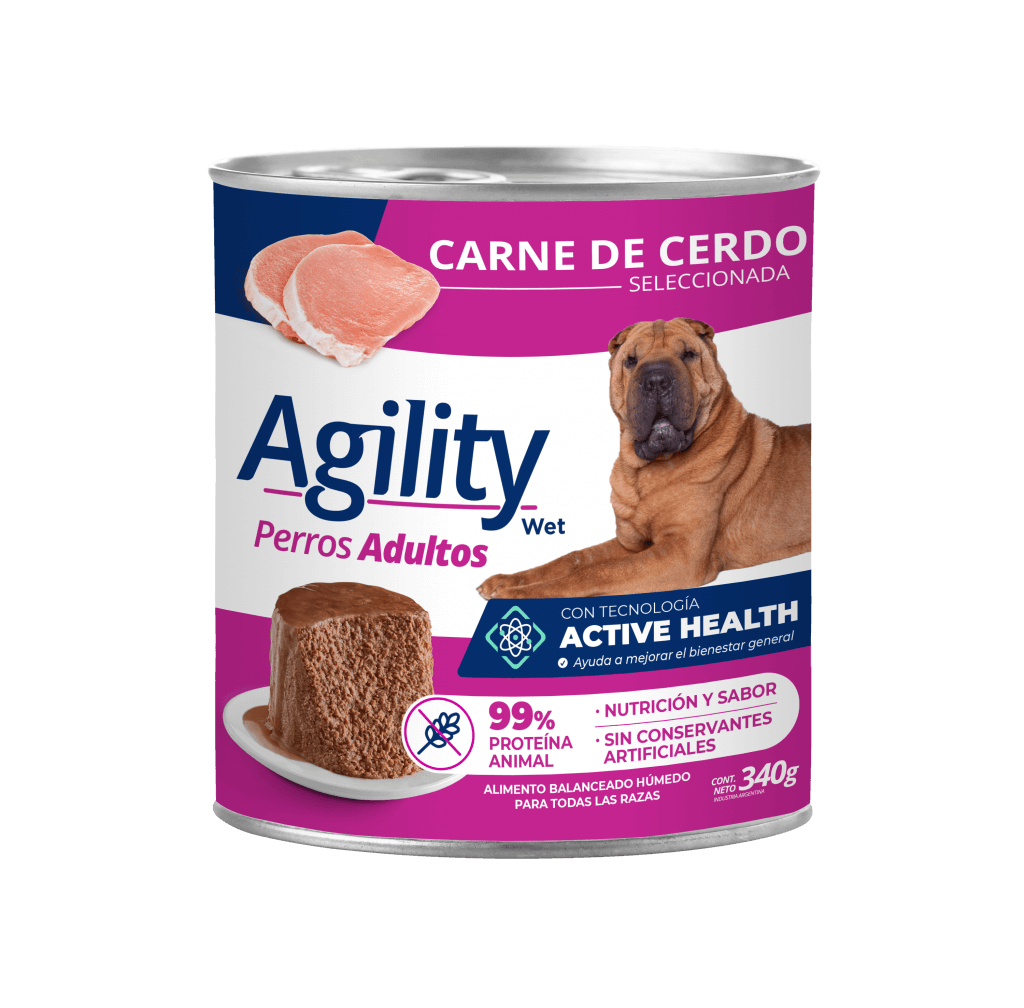 CARNE DE CERDO
SELECCIONADA
Agility
Wet
Perros Adultos
CON TECNOLOGÍA
ACTIVE HEALTH
Ayuda a mejorar el bienestar general
99%
PROTEÍNA
ANIMAL
· NUTRICIÓN Y SABOR
· SIN CONSERVANTES
ARTIFICIALES
ALIMENTO BALANCEADO HÚMEDO
PARA TODAS LAS RAZAS
CONT.
NETO 340g
INDUSTRIA ARGENTINA